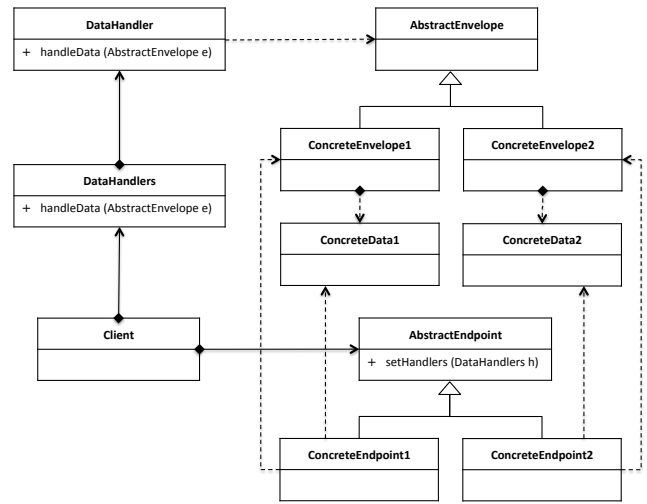 DataHandler
+ handleData (AbstractEnvelope e)
AbstractEnvelope
ConcreteEnvelope1
ConcreteEnvelope2
DataHandlers
+ handleData (AbstractEnvelope e)
ConcreteData1
ConcreteData2
Client
AbstractEndpoint
+ setHandlers (DataHandlers h)
ConcreteEndpoint1
ConcreteEndpoint2